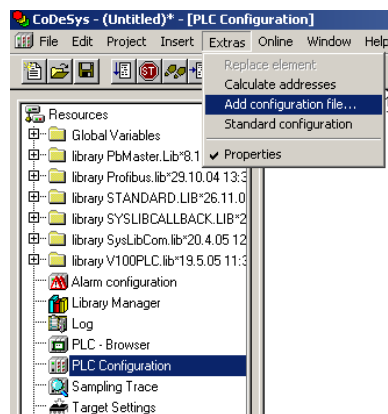 CoDeSys - (Untitled)* - [PLC Configuration]
File Edit Project Insert Extras Online Window Help
Replace element
Calculate addresses
Add configuration file...
Standard configuration
Properties
Resources
Global Variables
library PbMaster.Lib*8.1
library Profibus.lib*29.10.04 13:3
library STANDARD.LIB*26.11.0
library SYSLIBCALLBACK.LIB*2
library SysLibCom.lib*20.4.05 12
library V100PLC.lib*19.5.05 11:3
Alarm configuration
Library Manager
Log
PLC - Browser
PLC Configuration
Sampling Trace
Target Settings